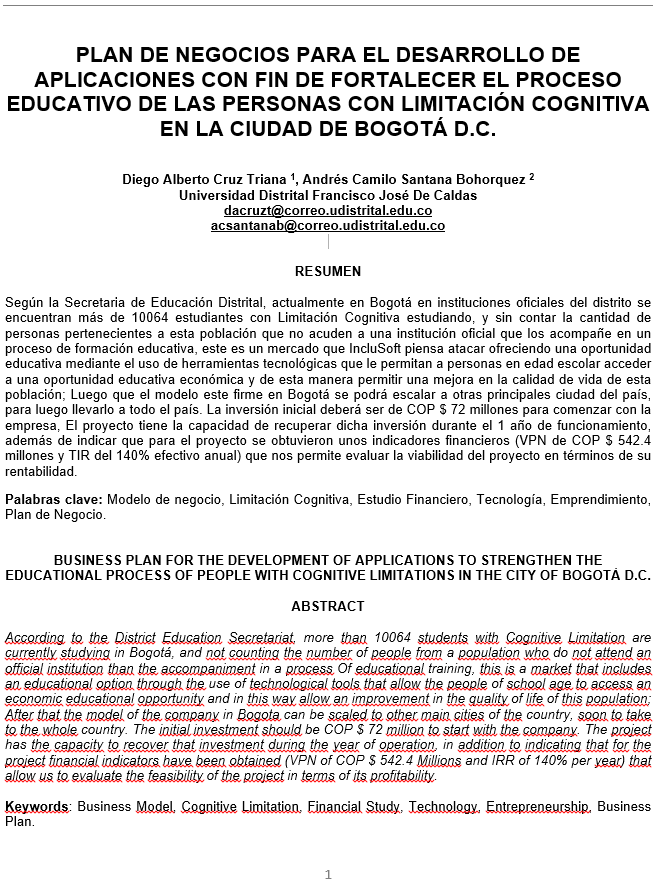 PLAN DE NEGOCIOS PARA EL DESARROLLO DE
APLICACIONES CON FIN DE FORTALECER EL PROCESO
EDUCATIVO DE LAS PERSONAS CON LIMITACIÓN COGNITIVA
EN LA CIUDAD DE BOGOTÁ D.C.
Diego Alberto Cruz Triana 1, Andrés Camilo Santana Bohorquez 2
Universidad Distrital Francisco José De Caldas
dacruzt@correo.udistrital.edu.co
acsantanab@correo.udistrital.edu.co
RESUMEN
Según la Secretaria de Educación Distrital, actualmente en Bogotá en instituciones oficiales del distrito se
encuentran más de 10064 estudiantes con Limitación Cognitiva estudiando, y sin contar la cantidad de
personas pertenecientes a esta población que no acuden a una institución oficial que los acompañe en un
proceso de formación educativa, este es un mercado que IncluSoft piensa atacar ofreciendo una oportunidad
educativa mediante el uso de herramientas tecnológicas que le permitan a personas en edad escolar acceder
a una oportunidad educativa económica y de esta manera permitir una mejora en la calidad de vida de esta
población; Luego que el modelo este firme en Bogotá se podrá escalar a otras principales ciudad del país,
para luego llevarlo a todo el país. La inversión inicial deberá ser de COP $ 72 millones para comenzar con la
empresa, El proyecto tiene la capacidad de recuperar dicha inversión durante el 1 año de funcionamiento,
además de indicar que para el proyecto se obtuvieron unos indicadores financieros (VPN de COP $ 542.4
millones y TIR del 140% efectivo anual) que nos permite evaluar la viabilidad del proyecto en términos de su
rentabilidad.
Palabras clave: Modelo de negocio, Limitación Cognitiva, Estudio Financiero, Tecnología, Emprendimiento,
Plan de Negocio.
BUSINESS PLAN FOR THE DEVELOPMENT OF APPLICATIONS TO STRENGTHEN THE
EDUCATIONAL PROCESS OF PEOPLE WITH COGNITIVE LIMITATIONS IN THE CITY OF BOGOTÁ D.C.
ABSTRACT
According to the District Education Secretariat, more than 10064 students with Cognitive Limitation are
currently studying in Bogotá, and not counting the number of people from a population who do not attend an
official institution than the accompaniment in a process Of educational training, this is a market that includes
an educational option through the use of technological tools that allow the people of school age to access an
economic educational opportunity and in this way allow an improvement in the quality of life of this population;
After that the model of the company in Bogota can be scaled to other main cities of the country, soon to take
to the whole country. The initial investment should be COP $ 72 million to start with the company. The project
has the capacity to recover that investment during the year of operation, in addition to indicating that for the
project financial indicators have been obtained (VPN of COP $ 542.4 Millions and IRR of 140% per year) that
allow us to evaluate the feasibility of the project in terms of its profitability.
Keywords: Business Model, Cognitive Limitation, Financial Study, Technology, Entrepreneurship, Business
Plan.
1